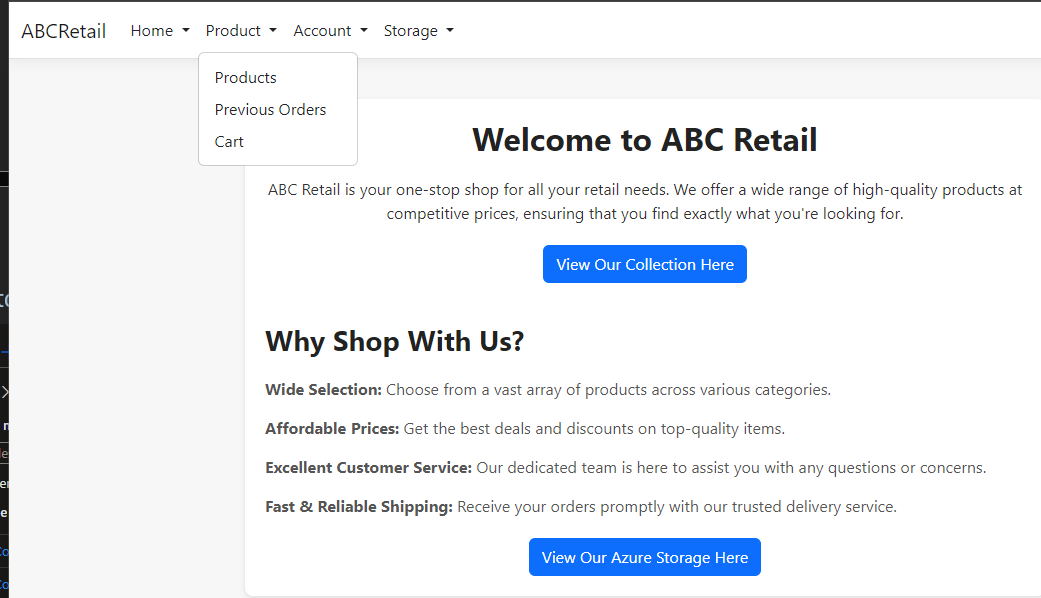 ABCRetail Home Product Account Storage
Products
Previous Orders
Cart
Welcome to ABC Retail
ABC Retail is your one-stop shop for all your retail needs. We offer a wide range of high-quality products at
competitive prices, ensuring that you find exactly what you're looking for.
View Our Collection Here
Why Shop With Us?
Wide Selection: Choose from a vast array of products across various categories.
Affordable Prices: Get the best deals and discounts on top-quality items.
Excellent Customer Service: Our dedicated team is here to assist you with any questions or concerns.
Fast & Reliable Shipping: Receive your orders promptly with our trusted delivery service.
View Our Azure Storage Here